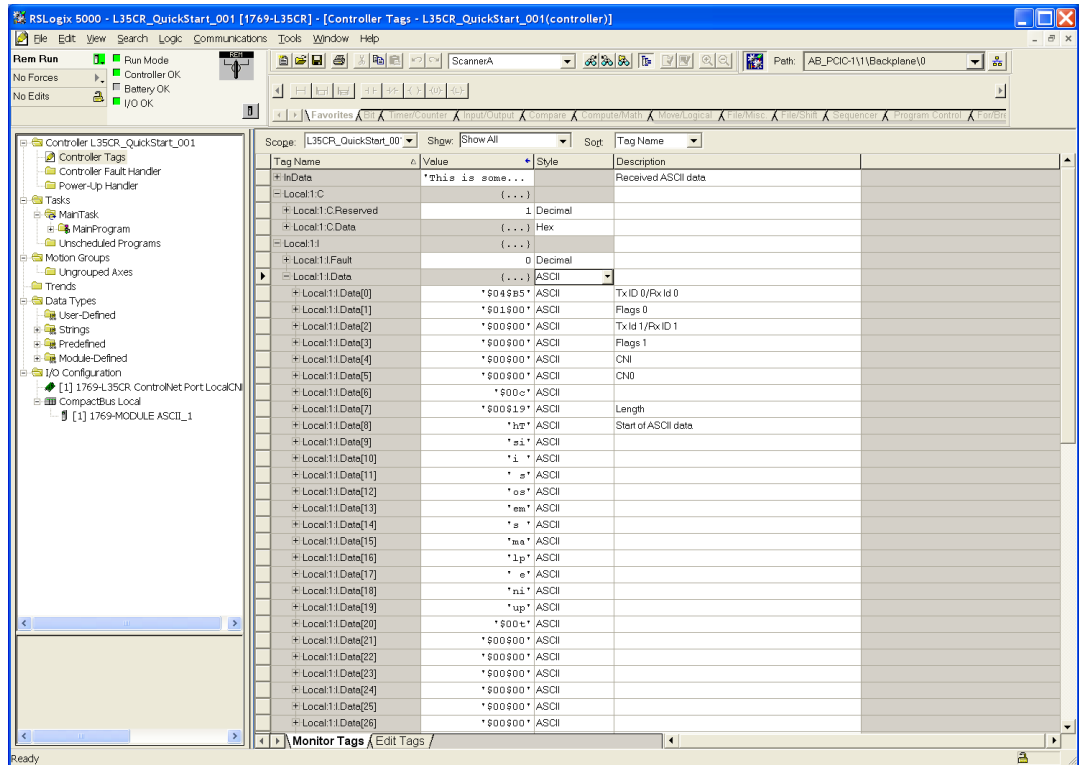 RSLogix 5000 - L35CR_QuickStart_001 [1769-L35CR] - [Controller Tags - L35CR_QuickStart_001(controller)]
File Edit View Search Logic Communications Tools Window Help
Rem Run
No Forces
No Edits
Run Mode
Controller OK
Battery OK
I/O OK
REM
ScannerA
Path: AB_PCIC-1\1\Backplane\0
Favorites Bit Timer/Counter Input/Output Compare Compute/Math Move/Logical File/Misc. File/Shift Sequencer Program Control For/Bre
Controller L35CR_QuickStart_001
Controller Tags
Controller Fault Handler
Power-Up Handler
Tasks
MainTask
MainProgram
Unscheduled Programs
Motion Groups
Ungrouped Axes
Trends
Data Types
User-Defined
Strings
Predefined
Module-Defined
I/O Configuration
[1] 1769-L35CR ControlNet Port LocalCN
CompactBus Local
[1] 1769-MODULE ASCII_1
Scope: L35CR_QuickStart_00 Show: Show All Sort: Tag Name
Tag Name Value Style Description
InData 'This is some... Received ASCII data
Local:1:C {...}
Local:1:C.Reserved 1 Decimal
Local:1:C.Data {...} Hex
Local:1:I {...}
Local:1:I.Fault 0 Decimal
Local:1:I.Data {...} ASCII
Local:1:I.Data[0] '$04$B5' ASCII Tx ID 0/Rx Id 0
Local:1:I.Data[1] '$01$00' ASCII Flags 0
Local:1:I.Data[2] '$00$00' ASCII Tx Id 1/Rx ID 1
Local:1:I.Data[3] '$00$00' ASCII Flags 1
Local:1:I.Data[4] '$00$00' ASCII CNI
Local:1:I.Data[5] '$00$00' ASCII CN0
Local:1:I.Data[6] '$00c' ASCII
Local:1:I.Data[7] '$00$19' ASCII Length
Local:1:I.Data[8] 'hT' ASCII Start of ASCII data
Local:1:I.Data[9] 'si' ASCII
Local:1:I.Data[10] 'i ' ASCII
Local:1:I.Data[11] ' s' ASCII
Local:1:I.Data[12] 'os' ASCII
Local:1:I.Data[13] 'em' ASCII
Local:1:I.Data[14] 's ' ASCII
Local:1:I.Data[15] 'ma' ASCII
Local:1:I.Data[16] 'lp' ASCII
Local:1:I.Data[17] ' e' ASCII
Local:1:I.Data[18] 'ni' ASCII
Local:1:I.Data[19] 'up' ASCII
Local:1:I.Data[20] '$00t' ASCII
Local:1:I.Data[21] '$00$00' ASCII
Local:1:I.Data[22] '$00$00' ASCII
Local:1:I.Data[23] '$00$00' ASCII
Local:1:I.Data[24] '$00$00' ASCII
Local:1:I.Data[25] '$00$00' ASCII
Local:1:I.Data[26] '$00$00' ASCII
Monitor Tags Edit Tags
Ready